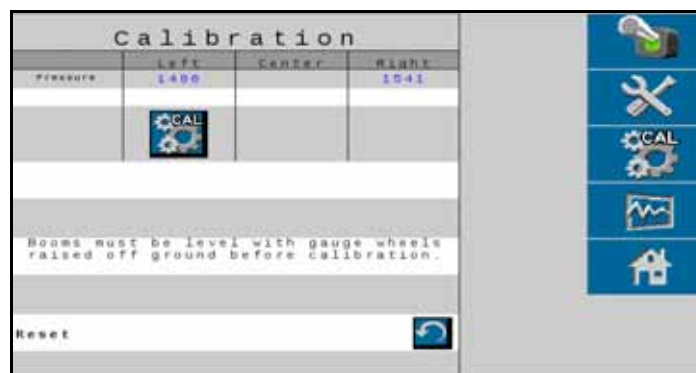 Calibration
Left Center Right
Pressure 1400 1541
CAL
Booms must be level with gauge wheels
raised off ground before calibration.
Reset
CAL